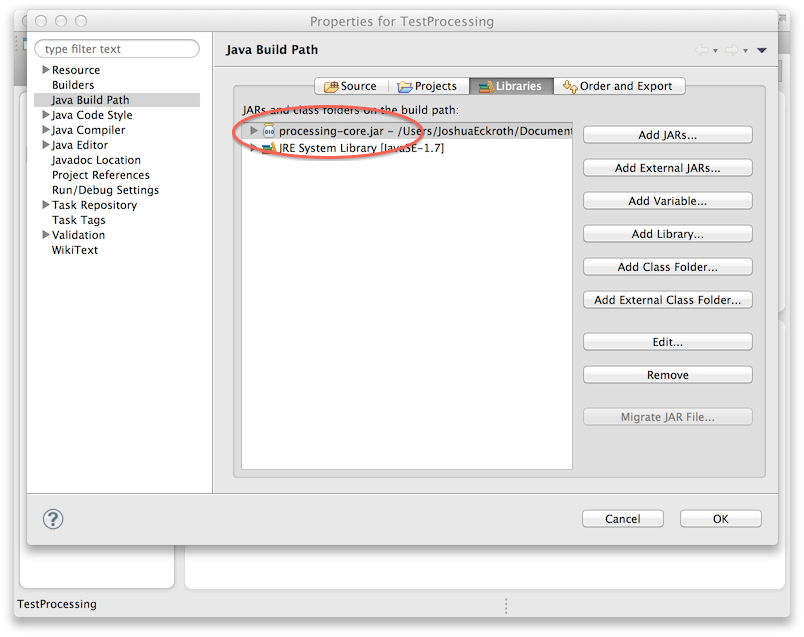 Properties for TestProcessing
type filter text
Resource
Builders
Java Build Path
Java Code Style
Java Compiler
Java Editor
Javadoc Location
Project References
Run/Debug Settings
Task Repository
Task Tags
Validation
WikiText
Java Build Path
Source Projects Libraries Order and Export
JARs and class folders on the build path:
processing-core.jar – /Users/JoshuaEckroth/Document
JRE System Library [JavaSE-1.7]
Add JARs...
Add External JARs...
Add Variable...
Add Library...
Add Class Folder...
Add External Class Folder...
Edit...
Remove
Migrate JAR File...
?
Cancel OK
TestProcessing